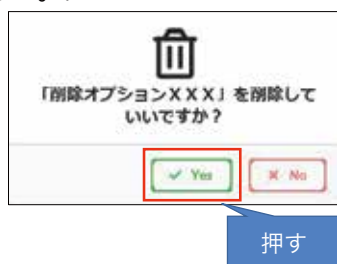 「削除オプションXXX」を削除して
いいですか？
✓ Yes
✖ No
押す